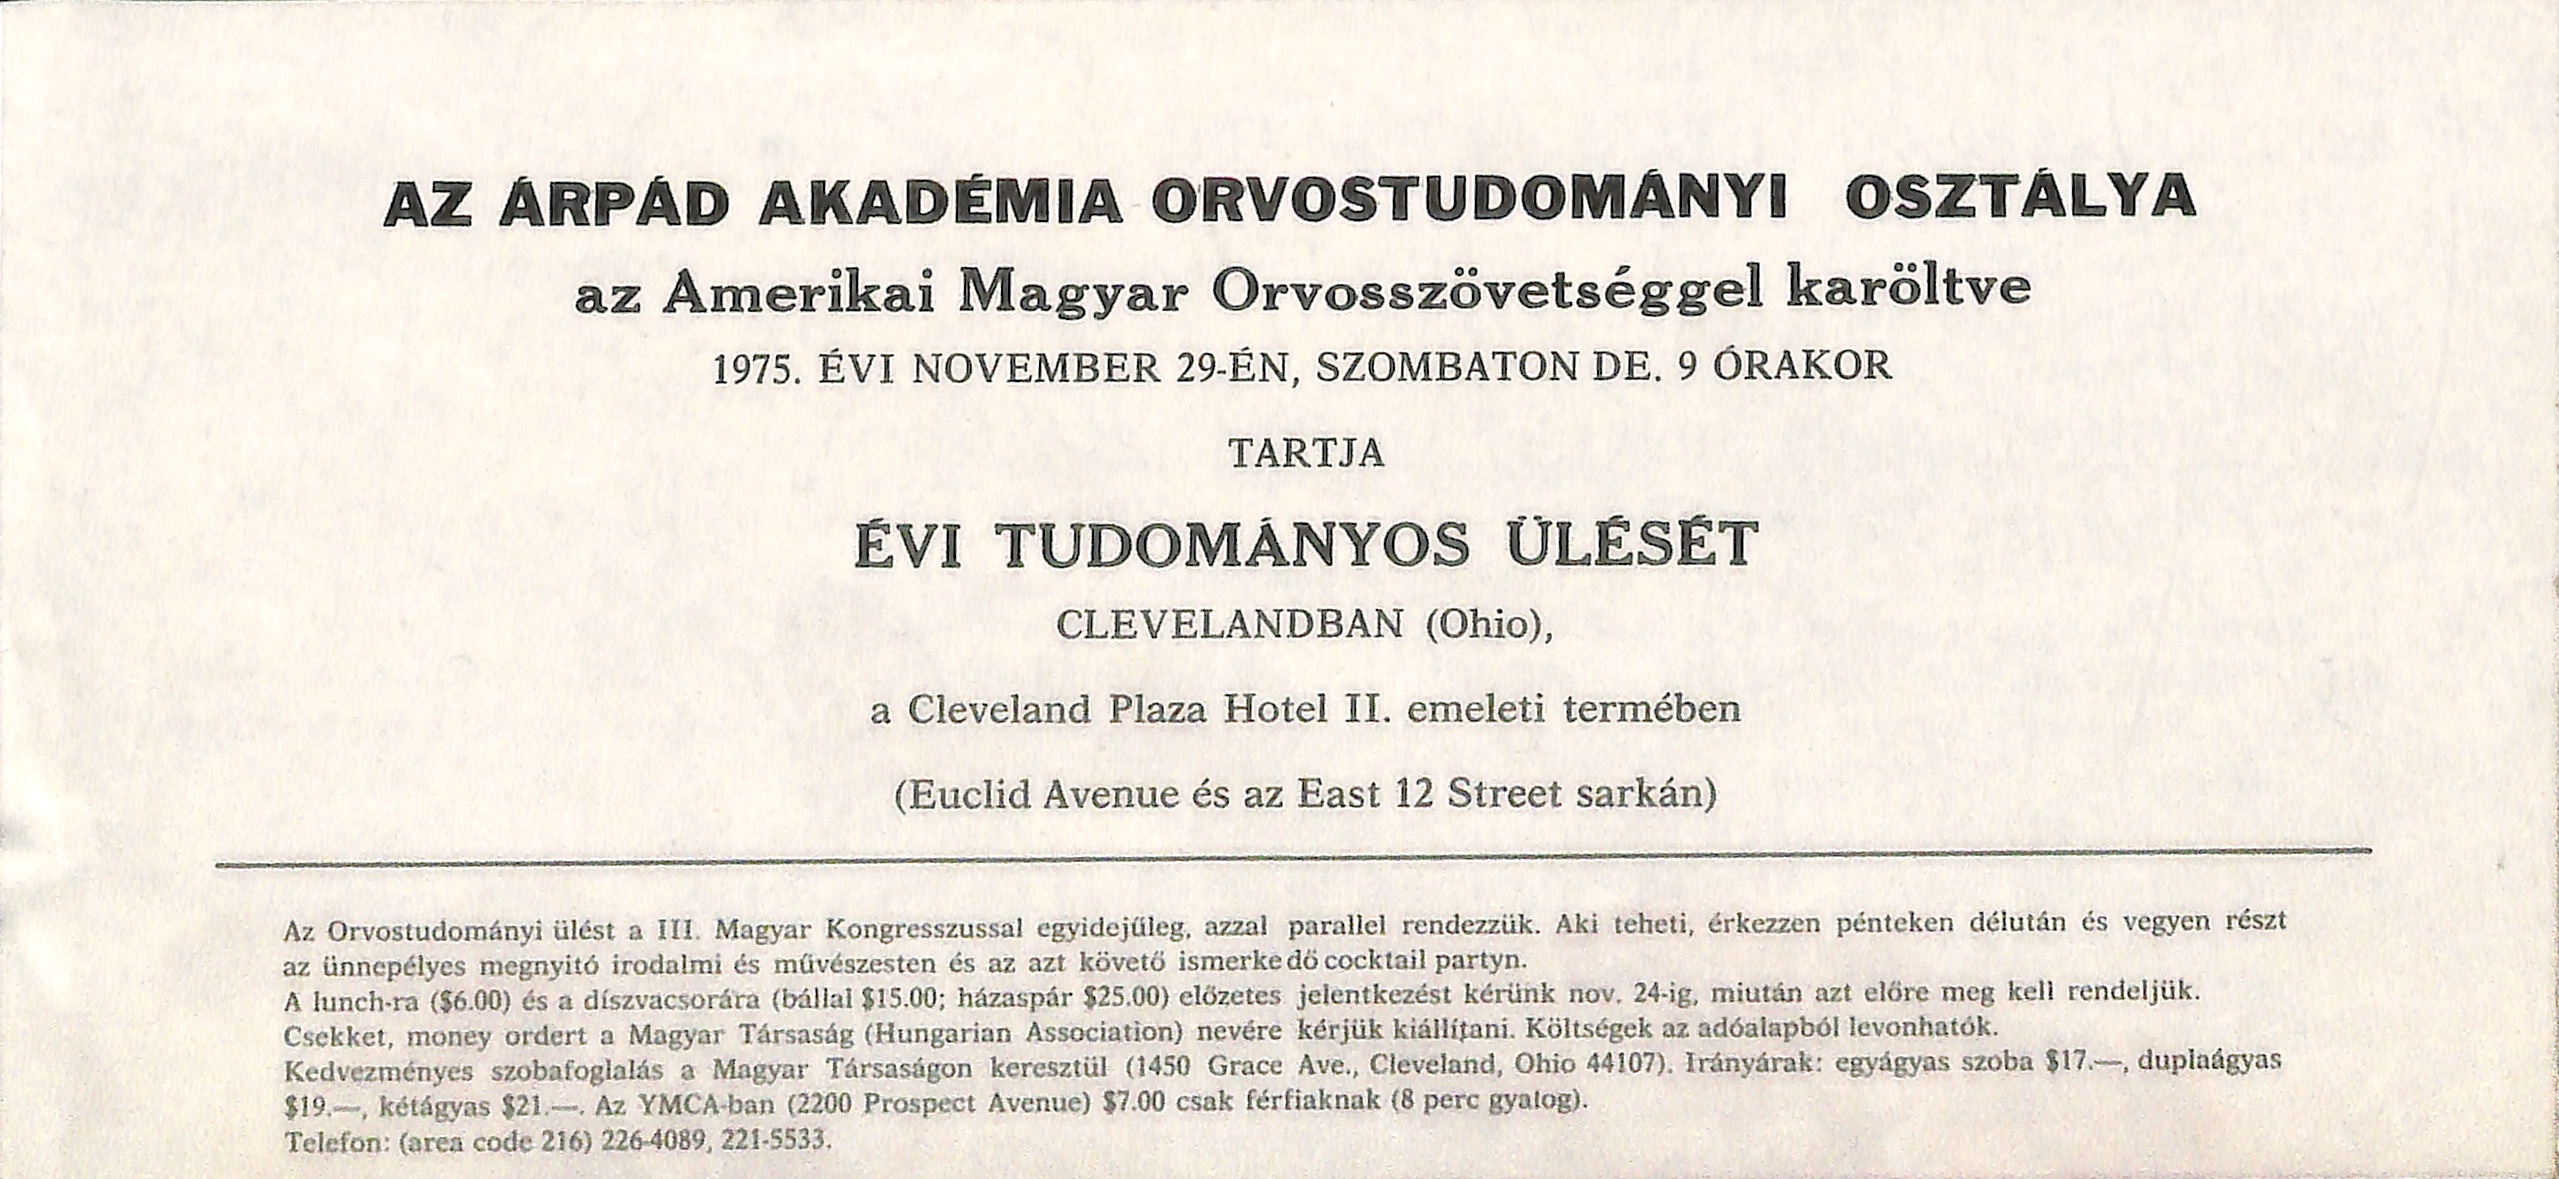 AZ ÁRPÁD AKADÉMIA ORVOSTUDOMÁNYI OSZTÁLYA
az Amerikai Magyar Orvosszövetséggel karöltve
1975. ÉVI NOVEMBER 29-ÉN, SZOMBATON DE. 9 ÓRAKOR
TARTJA
ÉVI TUDOMÁNYOS ÜLÉSÉT
CLEVELANDBAN (Ohio),
a Cleveland Plaza Hotel II. emeleti termében
(Euclid Avenue és az East 12 Street sarkán)
Az Orvostudományi ülést a III. Magyar Kongresszussal egyidejűleg, azzal parallel rendezzük. Aki teheti, érkezzen pénteken délután és vegyen részt
az ünnepélyes megnyitó irodalmi és művészesten és az azt követő ismerkedő cocktail partyn.
A lunch-ra ($6.00) és a díszvacsorára (bállal $15.00; házaspár $25.00) előzetes jelentkezést kérünk nov. 24-ig, miután azt előre meg kell rendeljük.
Csekket, money ordert a Magyar Társaság (Hungarian Association) nevére kérjük kiállítani. Költségek az adóalapból levonhatók.
Kedvezményes szobafoglalás a Magyar Társaságon keresztül (1450 Grace Ave., Cleveland, Ohio 44107). Irányárak: egyágyas szoba $17.—, duplaágyas
$19.—, kétágyas $21.—. Az YMCA-ban (2200 Prospect Avenue) $7.00 csak férfiaknak (8 perc gyalog).
Telefon: (area code 216) 226-4089, 221-5533.